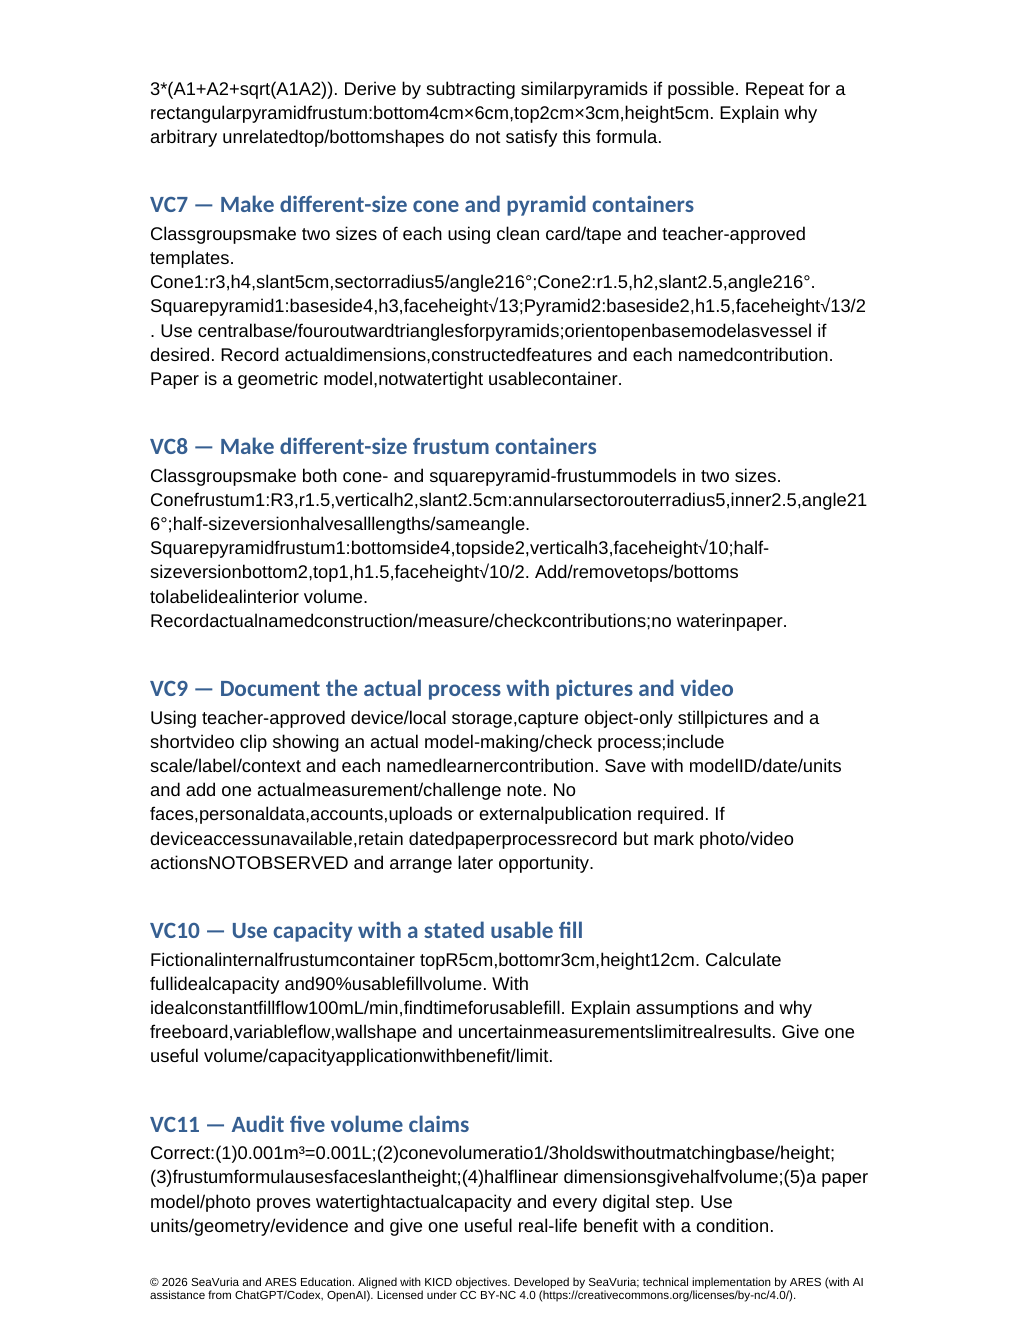 3*(A1+A2+sqrt(A1A2)). Derive by subtracting similarpyramids if possible. Repeat for a
rectangularpyramidfrustum:bottom4cm×6cm,top2cm×3cm,height5cm. Explain why
arbitrary unrelatedtop/bottomshapes do not satisfy this formula.
VC7 — Make different-size cone and pyramid containers
Classgroupsmake two sizes of each using clean card/tape and teacher-approved
templates.
Cone1:r3,h4,slant5cm,sectorradius5/angle216°;Cone2:r1.5,h2,slant2.5,angle216°.
Squarepyramid1:baseside4,h3,faceheight√13;Pyramid2:baseside2,h1.5,faceheight√13/2
. Use centralbase/fouroutwardtrianglesforpyramids;orientopenbasemodelasvessel if
desired. Record actualdimensions,constructedfeatures and each namedcontribution.
Paper is a geometric model,notwatertight usablecontainer.
VC8 — Make different-size frustum containers
Classgroupsmake both cone- and squarepyramid-frustummodels in two sizes.
Conefrustum1:R3,r1.5,verticalh2,slant2.5cm:annularsectorouterradius5,inner2.5,angle21
6°;half-sizeversionhalvesalllengths/sameangle.
Squarepyramidfrustum1:bottomside4,topside2,verticalh3,faceheight√10;half-
sizeversionbottom2,top1,h1.5,faceheight√10/2. Add/removetops/bottoms
tolabelidealinterior volume.
Recordactualnamedconstruction/measure/checkcontributions;no waterinpaper.
VC9 — Document the actual process with pictures and video
Using teacher-approved device/local storage,capture object-only stillpictures and a
shortvideo clip showing an actual model-making/check process;include
scale/label/context and each namedlearnercontribution. Save with modelID/date/units
and add one actualmeasurement/challenge note. No
faces,personaldata,accounts,uploads or externalpublication required. If
deviceaccessunavailable,retain datedpaperprocessrecord but mark photo/video
actionsNOTOBSERVED and arrange later opportunity.
VC10 — Use capacity with a stated usable fill
Fictionalinternalfrustumcontainer topR5cm,bottomr3cm,height12cm. Calculate
fullidealcapacity and90%usablefillvolume. With
idealconstantfillflow100mL/min,findtimeforusablefill. Explain assumptions and why
freeboard,variableflow,wallshape and uncertainmeasurementslimitrealresults. Give one
useful volume/capacityapplicationwithbenefit/limit.
VC11 — Audit five volume claims
Correct:(1)0.001m³=0.001L;(2)conevolumeratio1/3holdswithoutmatchingbase/height;
(3)frustumformulausesfaceslantheight;(4)halflinear dimensionsgivehalfvolume;(5)a paper
model/photo proves watertightactualcapacity and every digital step. Use
units/geometry/evidence and give one useful real-life benefit with a condition.
© 2026 SeaVuria and ARES Education. Aligned with KICD objectives. Developed by SeaVuria; technical implementation by ARES (with AI
assistance from ChatGPT/Codex, OpenAI). Licensed under CC BY-NC 4.0 (https://creativecommons.org/licenses/by-nc/4.0/).